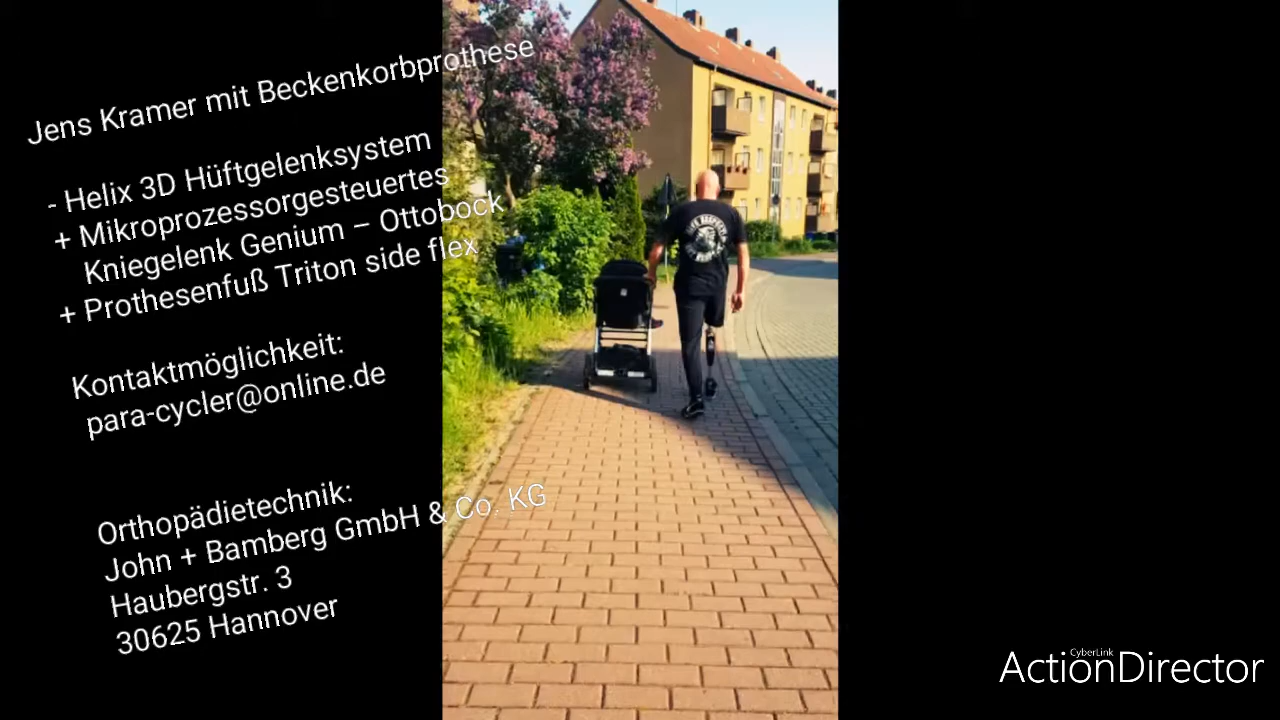 Jens Kramer mit Beckenkorbprothese
- Helix 3D Hüftgelenksystem
+ Mikroprozessorgesteuertes
Kniegelenk Genium – Ottobock
+ Prothesenfuß Triton side flex
Kontaktmöglichkeit:
para-cycler@online.de
Orthopädietechnik:
John + Bamberg GmbH & Co. KG
Haubergstr. 3
30625 Hannover
CyberLink
ActionDirector